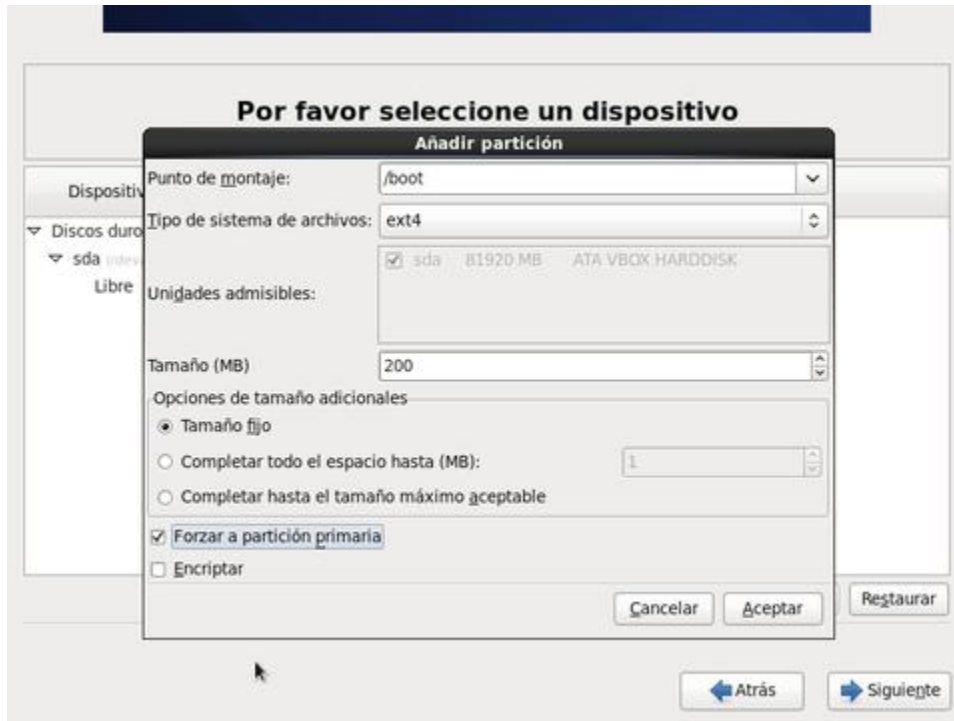 Por favor seleccione un dispositivo
Añadir partición
Dispositiv
Discos duro
sda
Libre
Punto de montaje:
/boot
Tipo de sistema de archivos:
ext4
Unidades admisibles:
sda 81920 MB ATA VBOX HARDDISK
Tamaño (MB)
200
Opciones de tamaño adicionales
Tamaño fijo
Completar todo el espacio hasta (MB):
1
Completar hasta el tamaño máximo aceptable
Forzar a partición primaria
Encriptar
Cancelar
Aceptar
Restaurar
Atrás
Siguiente